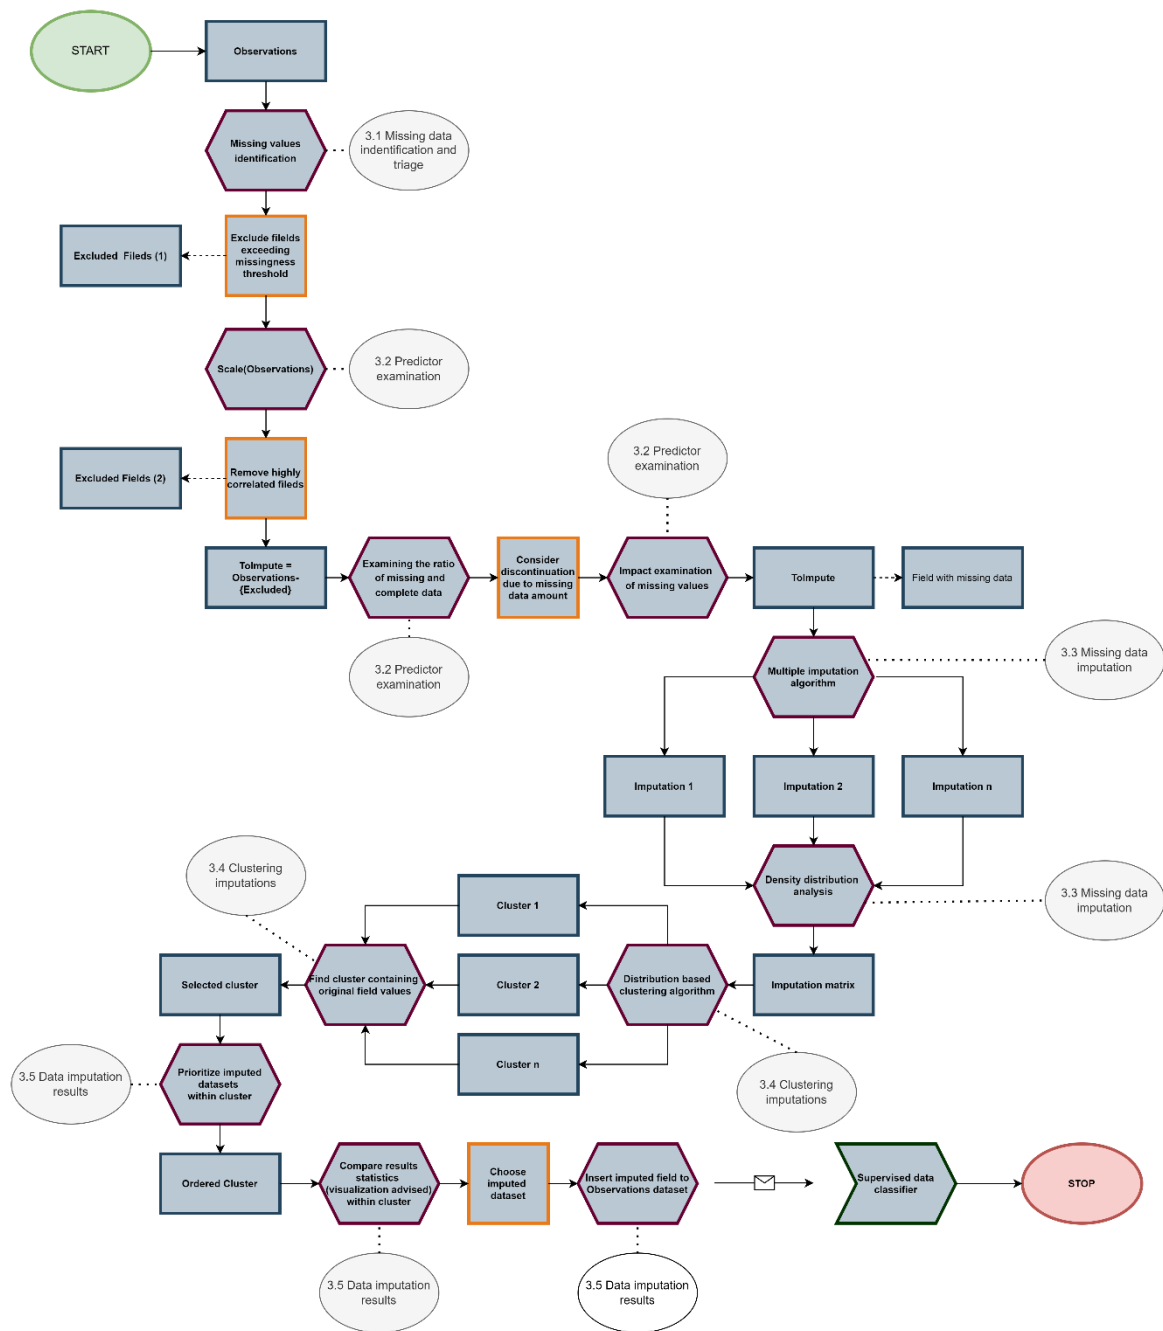 START
Observations
Missing values
identification
3.1 Missing data
indentification and
triage
Exclude filelds
exceeding
missingness
threshold
Excluded Fileds (1)
Scale(Observations)
3.2 Predictor
examination
Remove highly
correlated fileds
Excluded Fields (2)
3.2 Predictor
examination
ToImpute =
Observations-
{Excluded}
Examining the ratio
of missing and
complete data
Consider
discontinuation
due to missing
data amount
Impact examination
of missing values
ToImpute
Field with missing data
3.2 Predictor
examination
Multiple imputation
algorithm
3.3 Missing data
imputation
Imputation 1
Imputation 2
Imputation n
Density distribution
analysis
3.3 Missing data
imputation
3.4 Clustering
imputations
Cluster 1
Selected cluster
Find cluster containing
original field values
Cluster 2
Distribution based
clustering algorithm
Imputation matrix
Cluster n
3.5 Data imputation
results
Prioritize imputed
datasets
within cluster
3.4 Clustering
imputations
Ordered Cluster
Compare results
statistics
(visualization advised)
within cluster
Choose
imputed
dataset
Insert imputed field to
Observations dataset
Supervised data
classifier
STOP
3.5 Data imputation
results
3.5 Data imputation
results